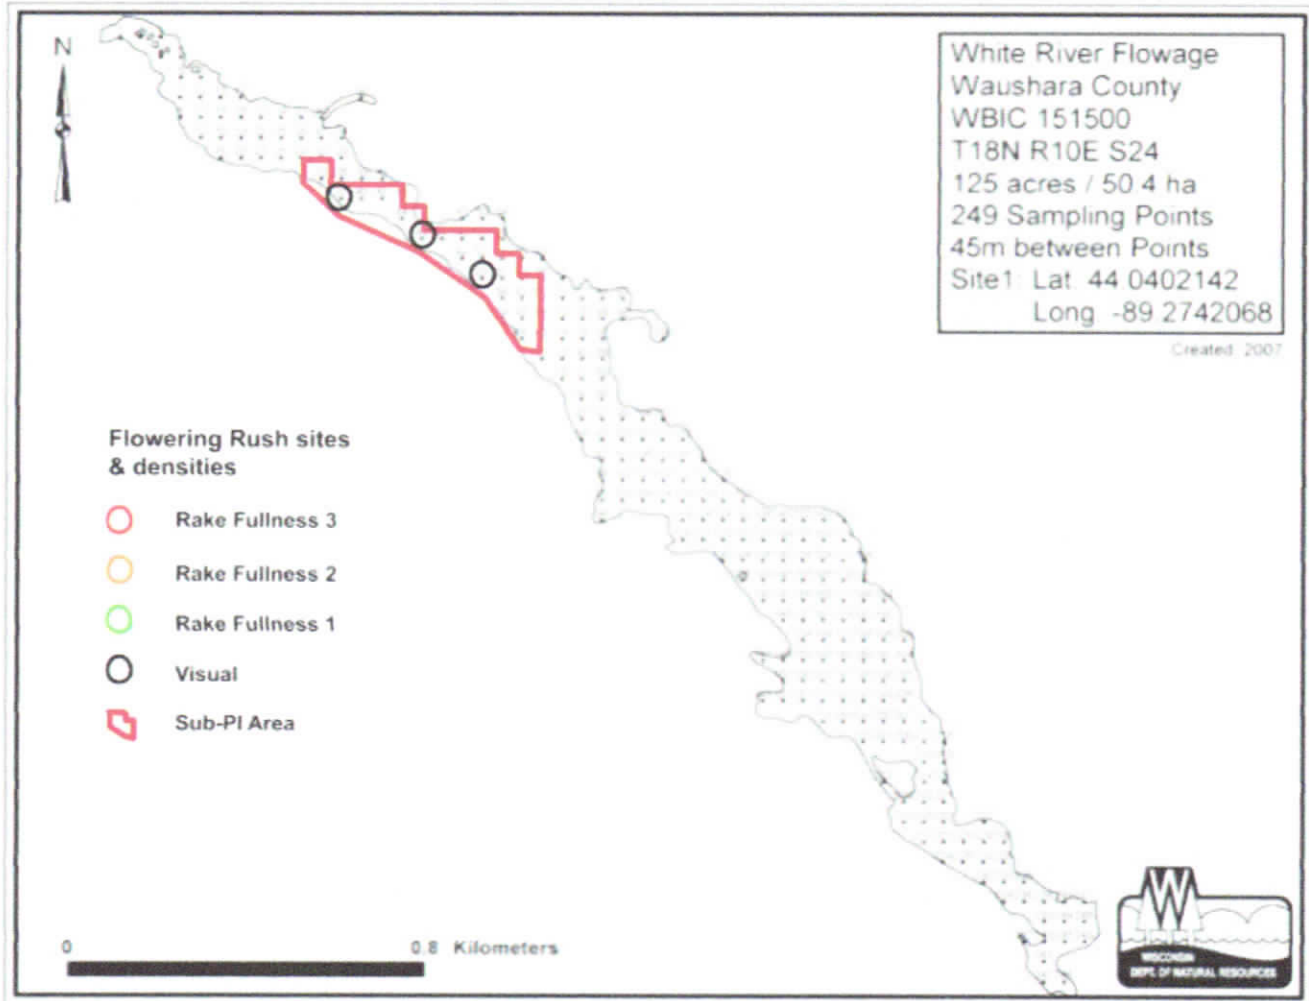 N
White River Flowage
Waushara County
WBIC 151500
T18N R10E S24
125 acres / 50.4 ha
249 Sampling Points
45m between Points
Site1: Lat. 44.0402142
Long. -89.2742068
Created: 2007
Flowering Rush sites
& densities
Rake Fullness 3
Rake Fullness 2
Rake Fullness 1
Visual
Sub-PI Area
0 0.8 Kilometers
W
WISCONSIN
DEPT. OF NATURAL RESOURCES